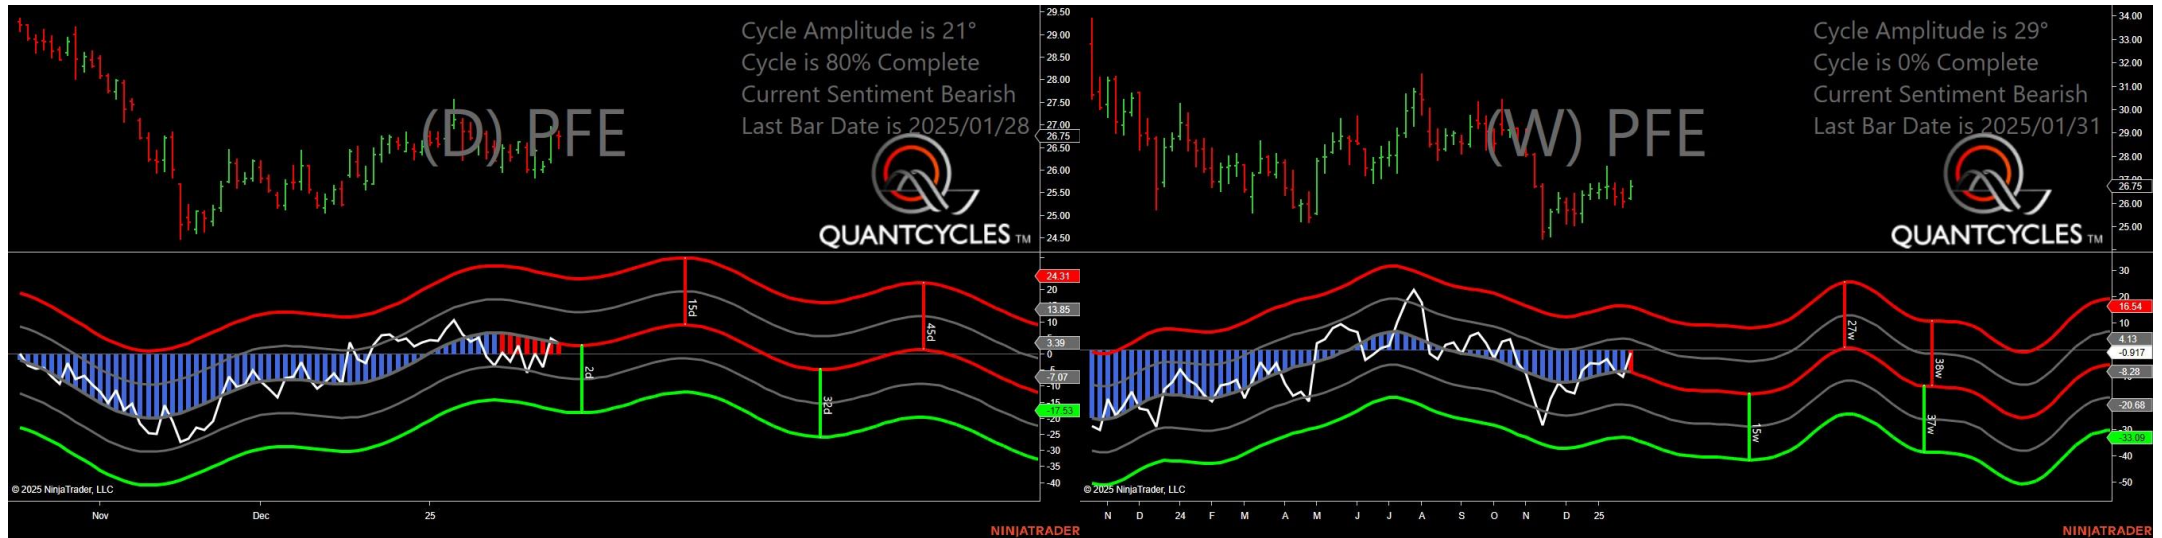 Cycle Amplitude is 21°
Cycle is 80% Complete
Current Sentiment Bearish
Last Bar Date is 2025/01/28
(D) PFE
QUANTCYCLES TM
29.50
29.00
28.50
28.00
27.50
27.00
26.75
26.50
26.00
25.50
25.00
24.50
24.31
20
13.85
10
3.39
0
-7.07
-10
-15
-17.53
-20
-25
-30
-35
-40
2d
15d
32d
45d
© 2025 NinjaTrader, LLC
Nov
Dec
25
NINJATRADER
Cycle Amplitude is 29°
Cycle is 0% Complete
Current Sentiment Bearish
Last Bar Date is 2025/01/31
(W) PFE
QUANTCYCLES TM
34.00
33.00
32.00
31.00
30.00
29.00
28.00
27.00
26.75
26.00
25.00
30
20
16.54
10
4.13
-0.917
-8.28
-20.68
-30
-33.09
-40
-50
15w
27w
37w
38w
© 2025 NinjaTrader, LLC
N
D
24
F
M
A
M
J
J
A
S
O
N
D
25
NINJATRADER